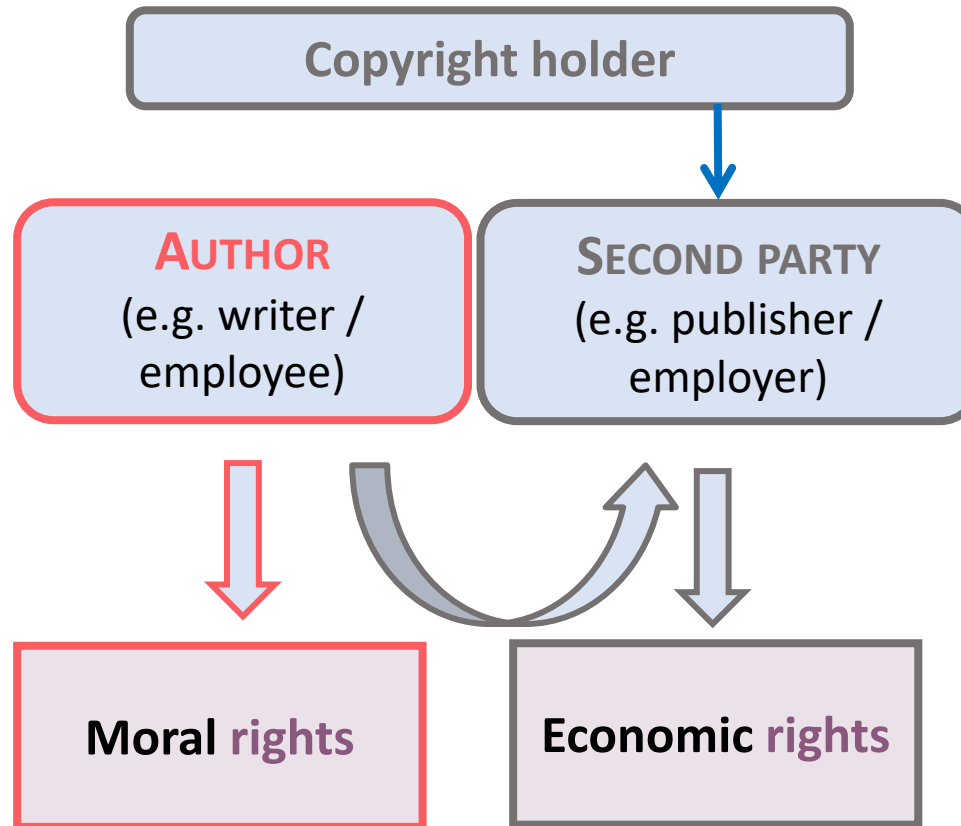 Copyright holder
AUTHOR
(e.g. writer /
employee)
SECOND PARTY
(e.g. publisher /
employer)
Moral rights
Economic rights